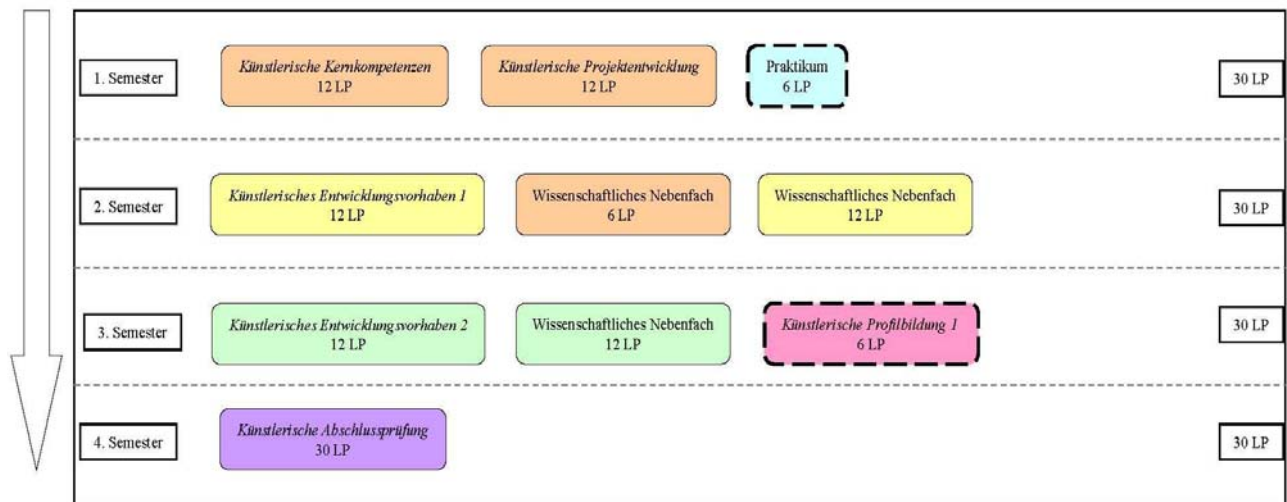 1. Semester
Künstlerische Kernkompetenzen
12 LP
Künstlerische Projektentwicklung
12 LP
Praktikum
6 LP
30 LP
2. Semester
Künstlerisches Entwicklungsvorhaben 1
12 LP
Wissenschaftliches Nebenfach
6 LP
Wissenschaftliches Nebenfach
12 LP
30 LP
3. Semester
Künstlerisches Entwicklungsvorhaben 2
12 LP
Wissenschaftliches Nebenfach
12 LP
Künstlerische Profilbildung 1
6 LP
30 LP
4. Semester
Künstlerische Abschlussprüfung
30 LP
30 LP